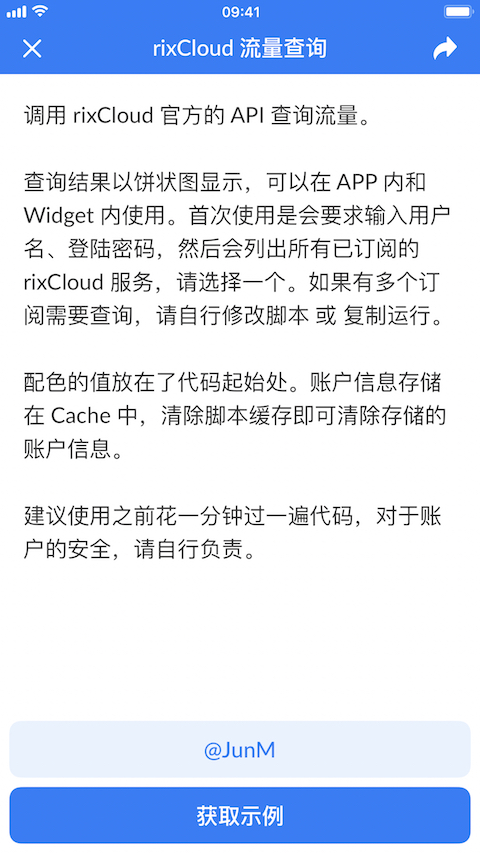 09:41
rixCloud 流量查询
调用 rixCloud 官方的 API 查询流量。
查询结果以饼状图显示，可以在 APP 内和
Widget 内使用。首次使用是会要求输入用户
名、登陆密码，然后会列出所有已订阅的
rixCloud 服务，请选择一个。如果有多个订
阅需要查询，请自行修改脚本 或 复制运行。
配色的值放在了代码起始处。账户信息存储
在 Cache 中，清除脚本缓存即可清除存储的
账户信息。
建议使用之前花一分钟过一遍代码，对于账
户的安全，请自行负责。
@JunM
获取示例